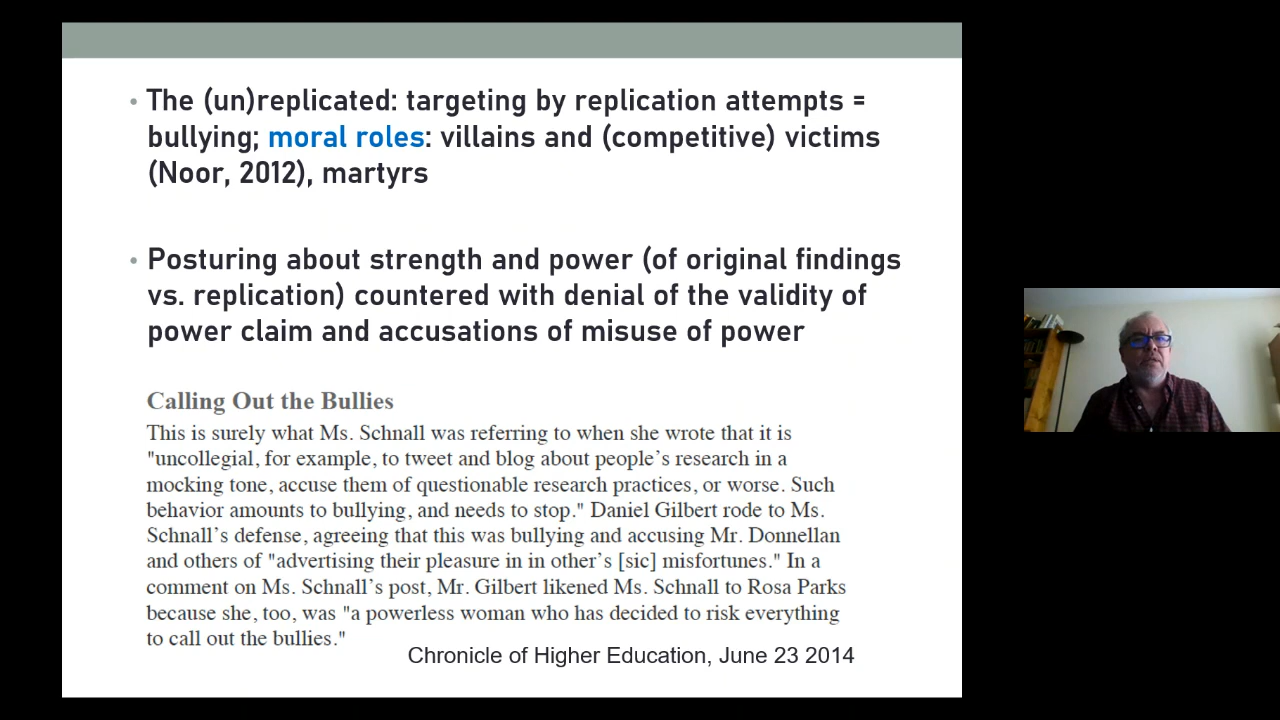 • The (un)replicated: targeting by replication attempts =
bullying; moral roles: villains and (competitive) victims
(Noor, 2012), martyrs
• Posturing about strength and power (of original findings
vs. replication) countered with denial of the validity of
power claim and accusations of misuse of power
Calling Out the Bullies
This is surely what Ms. Schnall was referring to when she wrote that it is
"uncollegial, for example, to tweet and blog about people's research in a
mocking tone, accuse them of questionable research practices, or worse. Such
behavior amounts to bullying, and needs to stop." Daniel Gilbert rode to Ms.
Schnall's defense, agreeing that this was bullying and accusing Mr. Donnellan
and others of "advertising their pleasure in in other's [sic] misfortunes." In a
comment on Ms. Schnall's post, Mr. Gilbert likened Ms. Schnall to Rosa Parks
because she, too, was "a powerless woman who has decided to risk everything
to call out the bullies."
Chronicle of Higher Education, June 23 2014